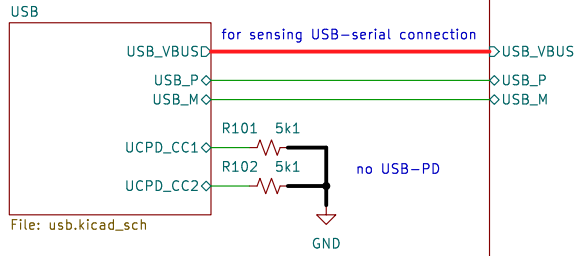 USB
for sensing USB-serial connection
USB_VBUS USB_VBUS
USB_P USB_P
USB_M USB_M
R101 5k1
UCPD_CC1
R102 5k1
no USB-PD
UCPD_CC2
File: usb.kicad_sch
GND